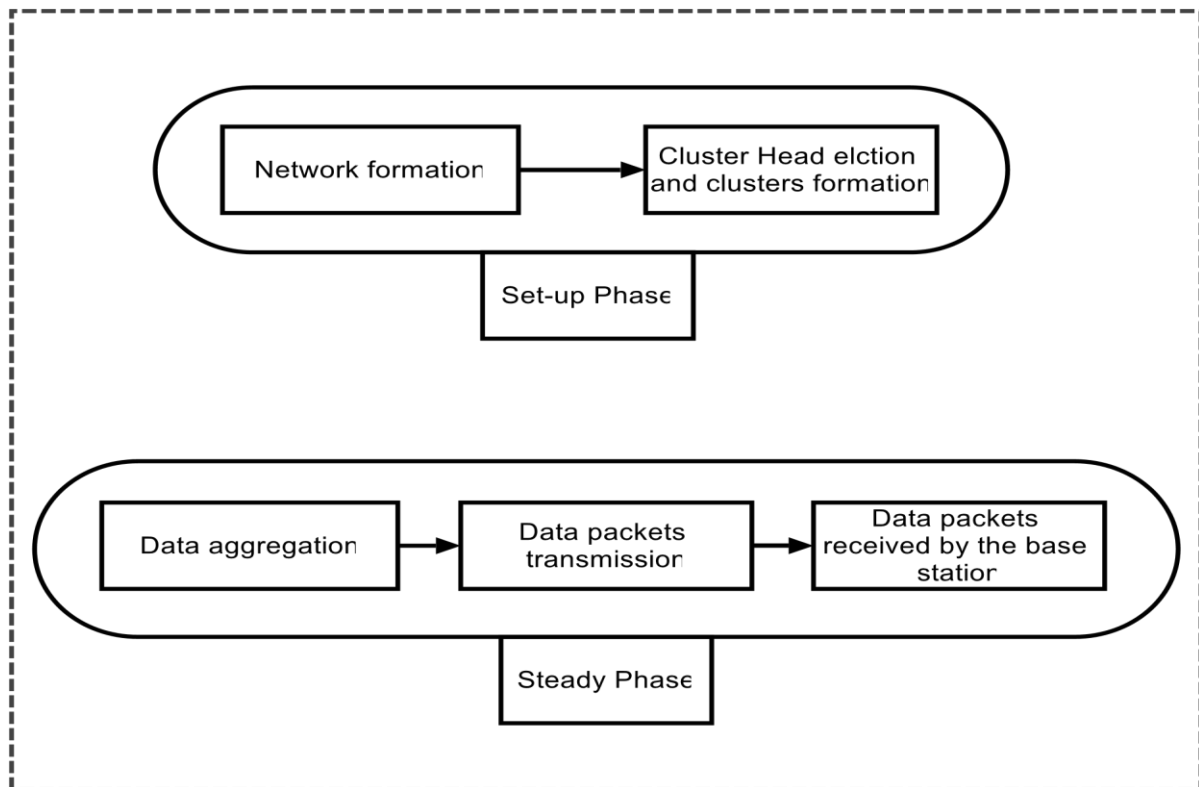 Network formation
Cluster Head elction
and clusters formation
Set-up Phase
Data aggregation
Data packets
transmission
Data packets
received by the base
station
Steady Phase